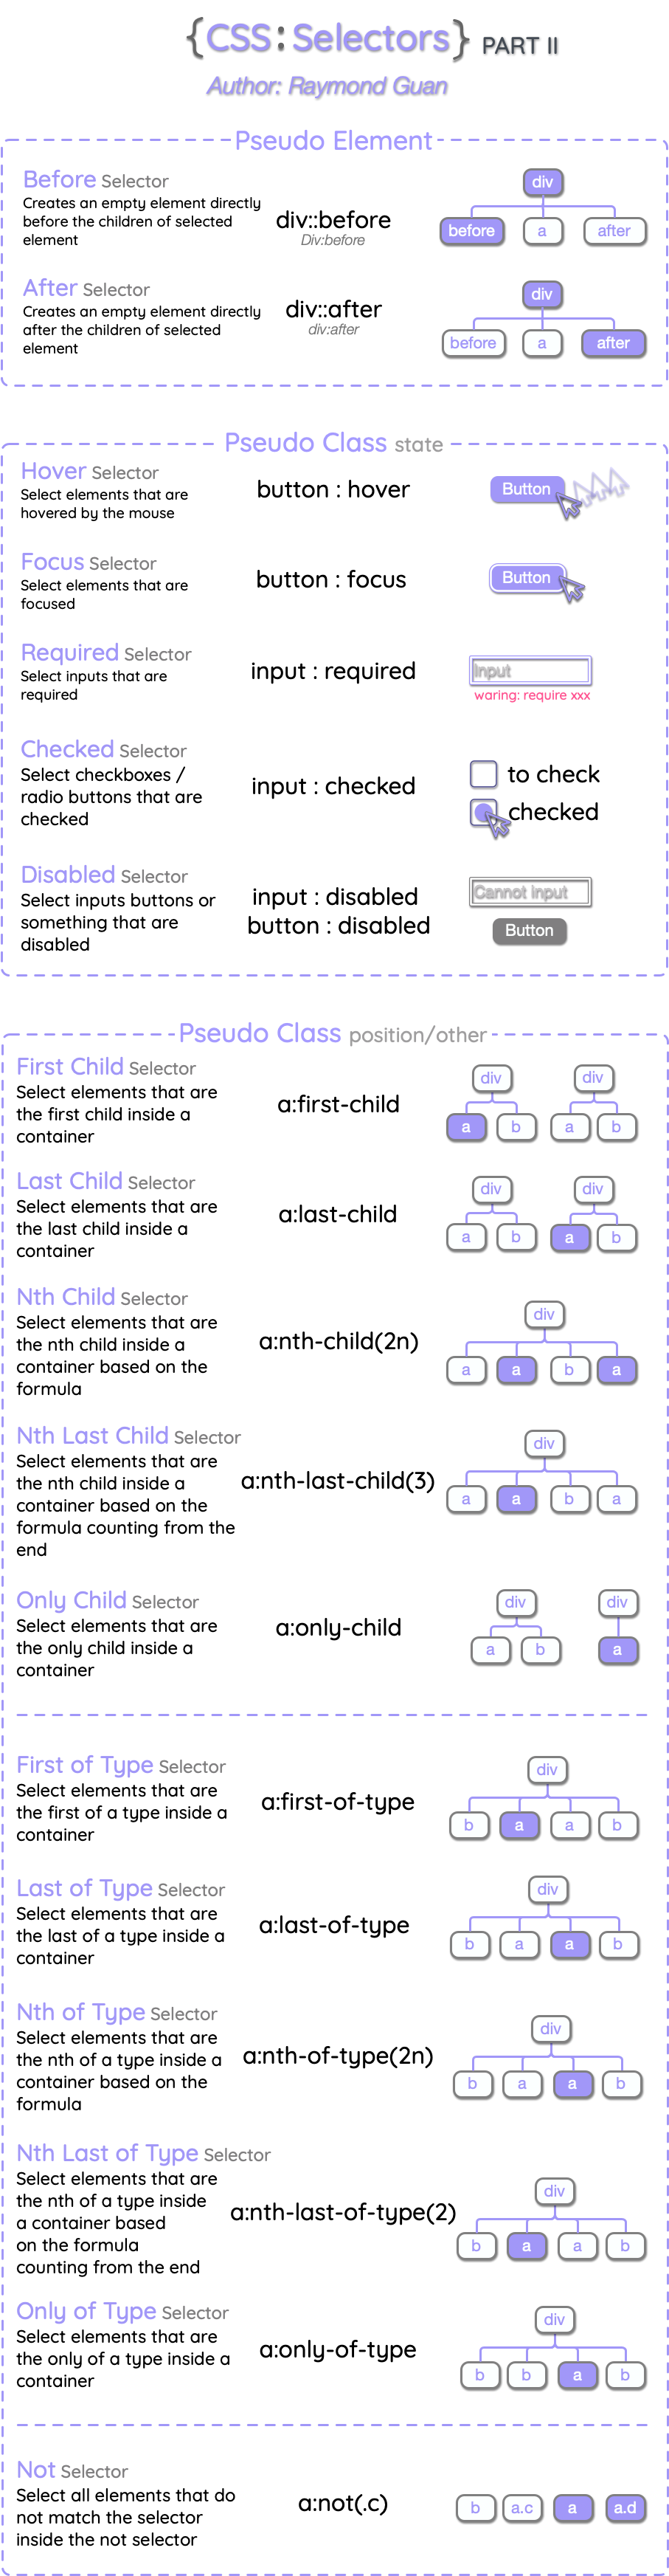 {CSS:Selectors} PART II
Author: Raymond Guan
Pseudo Element
Before Selector
Creates an empty element directly
before the children of selected
element
div::before
Div:before
div
before a after
After Selector
Creates an empty element directly
after the children of selected
element
div::after
div:after
div
before a after
Pseudo Class state
Hover Selector
Select elements that are
hovered by the mouse
button : hover
Button
Focus Selector
Select elements that are
focused
button : focus
Button
Required Selector
Select inputs that are
required
input : required
Input
waring: require xxx
Checked Selector
Select checkboxes /
radio buttons that are
checked
input : checked
to check
checked
Disabled Selector
Select inputs buttons or
something that are
disabled
input : disabled
button : disabled
Cannot input
Button
Pseudo Class position/other
First Child Selector
Select elements that are
the first child inside a
container
a:first-child
div div
a b a b
Last Child Selector
Select elements that are
the last child inside a
container
a:last-child
div div
a b a b
Nth Child Selector
Select elements that are
the nth child inside a
container based on the
formula
a:nth-child(2n)
div
a a b a
Nth Last Child Selector
Select elements that are
the nth child inside a
container based on the
formula counting from the
end
a:nth-last-child(3)
div
a a b a
Only Child Selector
Select elements that are
the only child inside a
container
a:only-child
div div
a b a
First of Type Selector
Select elements that are
the first of a type inside a
container
a:first-of-type
div
b a a b
Last of Type Selector
Select elements that are
the last of a type inside a
container
a:last-of-type
div
b a a b
Nth of Type Selector
Select elements that are
the nth of a type inside a
container based on the
formula
a:nth-of-type(2n)
div
b a a b
Nth Last of Type Selector
Select elements that are
the nth of a type inside
a container based
on the formula
counting from the end
a:nth-last-of-type(2)
div
b a a b
Only of Type Selector
Select elements that are
the only of a type inside a
container
a:only-of-type
div
b b a b
Not Selector
Select all elements that do
not match the selector
inside the not selector
a:not(.c)
b a.c a a.d